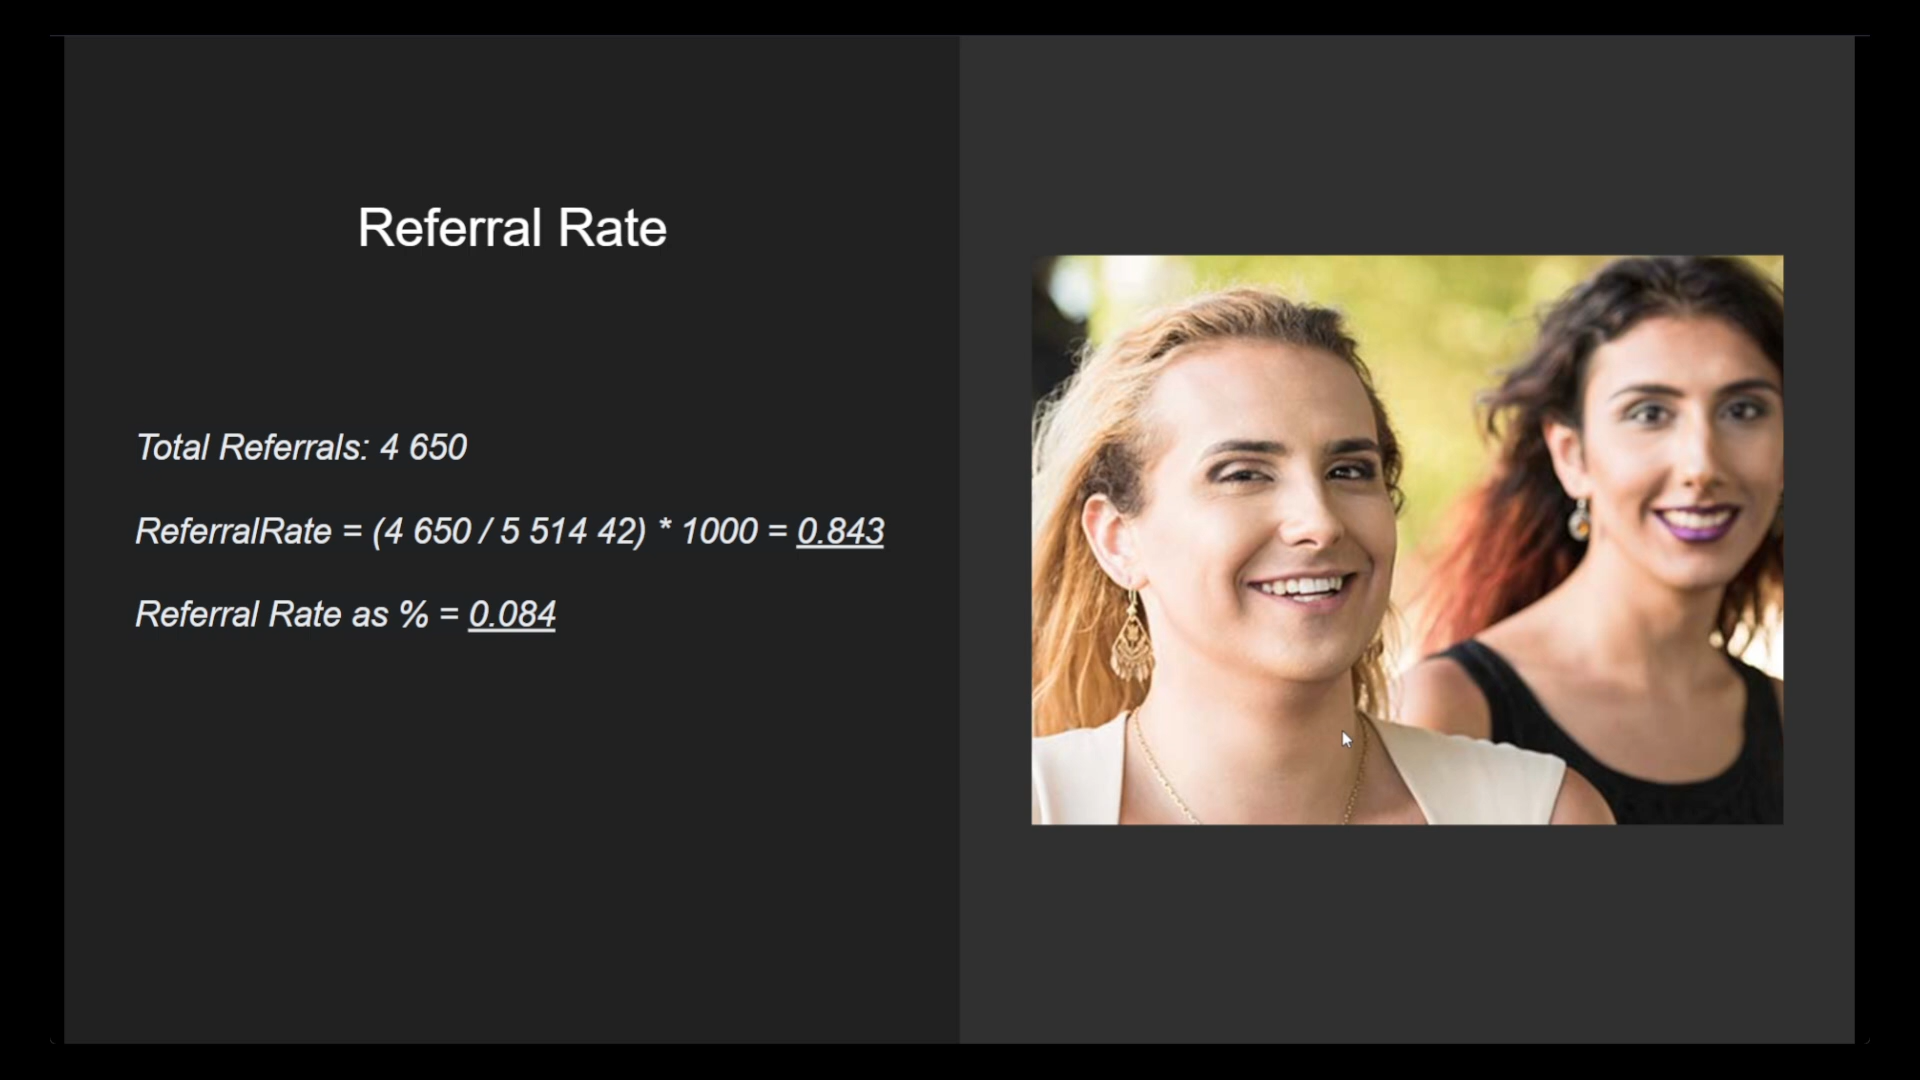 Referral Rate
Total Referrals: 4 650
ReferralRate = (4 650 / 5 514 42) * 1000 = 0.843
Referral Rate as % = 0.084